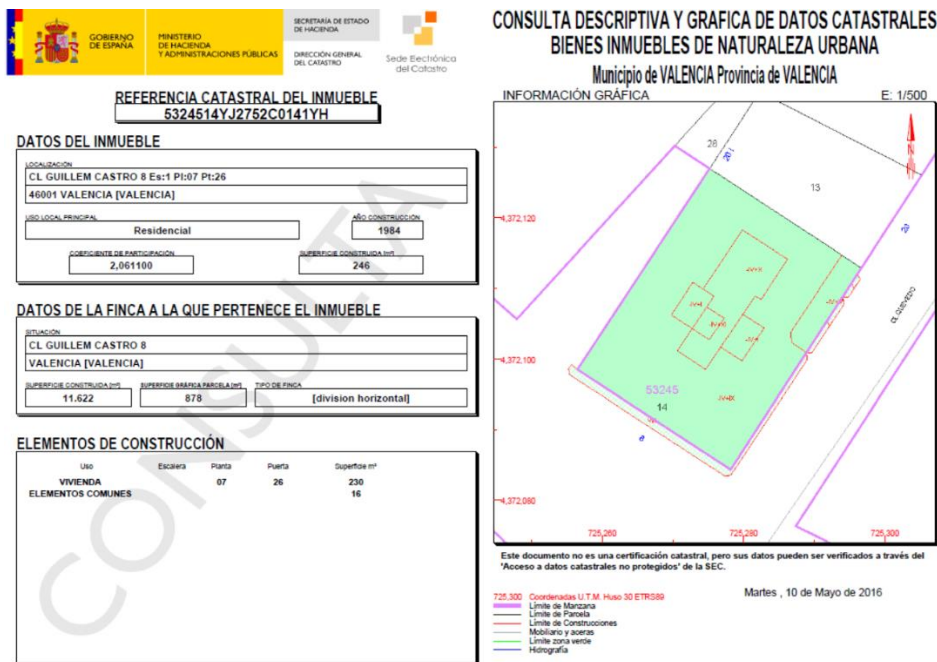 GOBIERNO
DE ESPAÑA
MINISTERIO
DE HACIENDA
Y ADMINISTRACIONES PÚBLICAS
SECRETARÍA DE ESTADO
DE HACIENDA
DIRECCIÓN GENERAL
DEL CATASTRO
Sede Electrónica
del Catastro
REFERENCIA CATASTRAL DEL INMUEBLE
5324514YJ2752C0141YH
DATOS DEL INMUEBLE
LOCALIZACIÓN
CL GUILLEM CASTRO 8 Es:1 Pl:07 Pt:26
46001 VALENCIA [VALENCIA]
USO LOCAL PRINCIPAL
Residencial
AÑO CONSTRUCCIÓN
1984
COEFICIENTE DE PARTICIPACIÓN
2,061100
SUPERFICIE CONSTRUIDA [m²]
246
DATOS DE LA FINCA A LA QUE PERTENECE EL INMUEBLE
SITUACIÓN
CL GUILLEM CASTRO 8
VALENCIA [VALENCIA]
SUPERFICIE CONSTRUIDA [m²]
11.622
SUPERFICIE GRÁFICA PARCELA [m²]
878
TIPO DE FINCA
[division horizontal]
ELEMENTOS DE CONSTRUCCIÓN
Uso Escalera Planta Puerta Superficie m²
VIVIENDA 07 26 230
ELEMENTOS COMUNES 16
CONSULTA
CONSULTA DESCRIPTIVA Y GRAFICA DE DATOS CATASTRALES
BIENES INMUEBLES DE NATURALEZA URBANA
Municipio de VALENCIA Provincia de VALENCIA
INFORMACIÓN GRÁFICA E: 1/500
28
13
4,372,120
CL QUEVEDO
4,372,100
53245
14
8
4,372,080
725,260 725,280 725,300
Este documento no es una certificación catastral, pero sus datos pueden ser verificados a través del
'Acceso a datos catastrales no protegidos' de la SEC.
725,300 Coordenadas U.T.M. Huso 30 ETRS89
Límite de Manzana
Límite de Parcela
Límite de Construcciones
Mobiliario y aceras
Límite zona verde
Hidrografía
Martes , 10 de Mayo de 2016